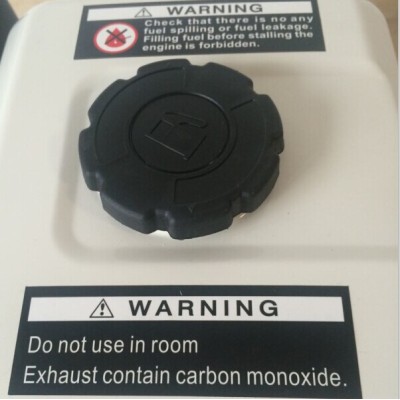 WARNING
Check that there is no any
fuel spilling or fuel leakage.
Filling fuel before stalling the
engine is forbidden.
WARNING
Do not use in room
Exhaust contain carbon monoxide.